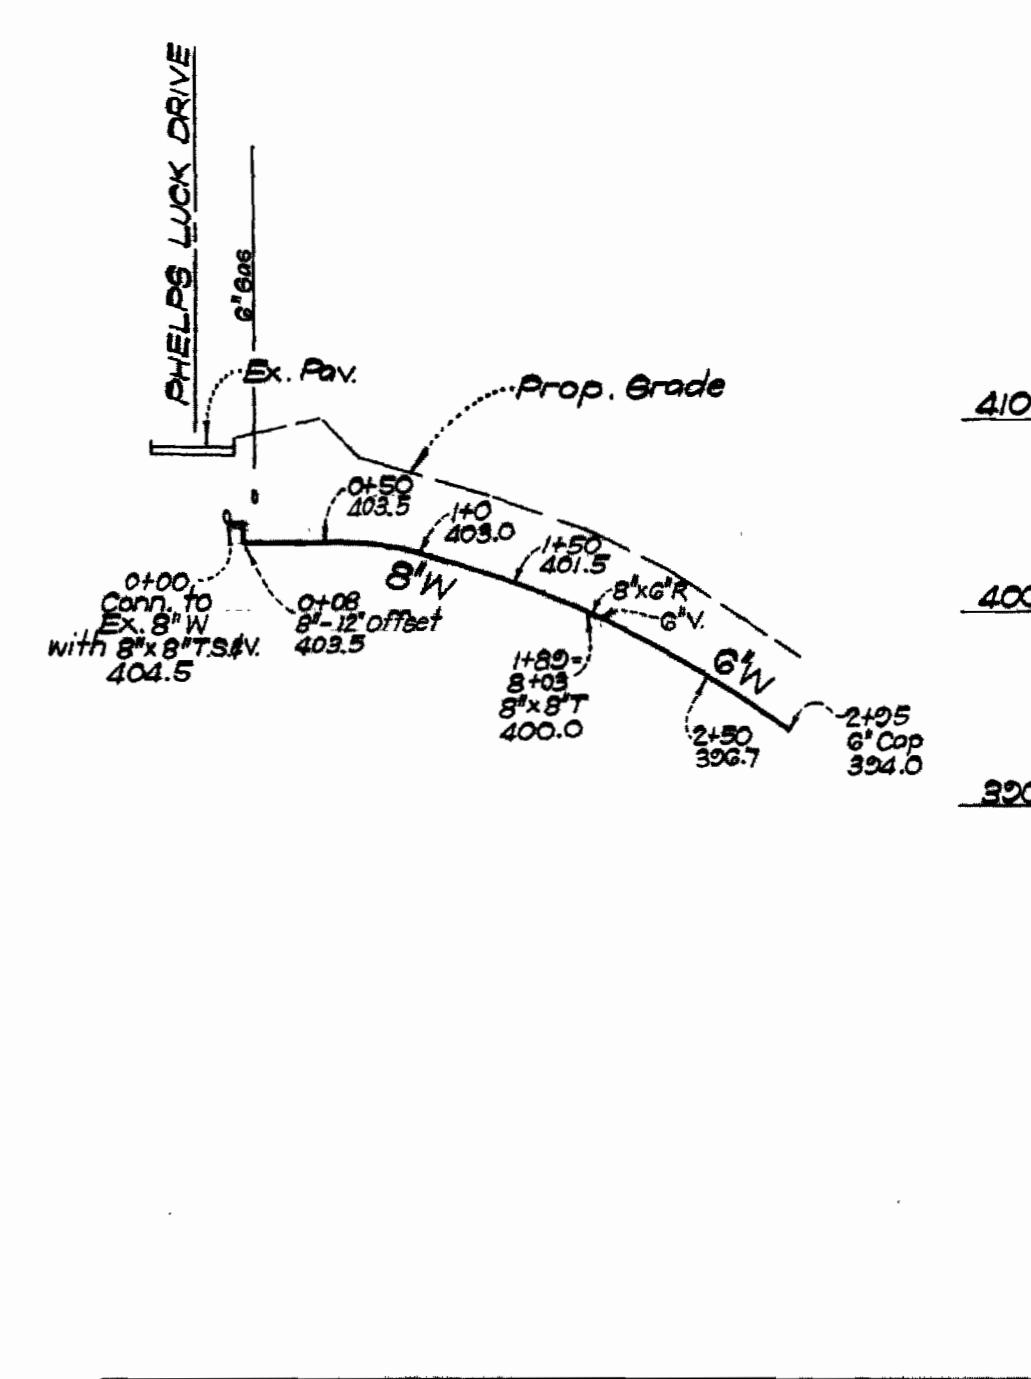 PHELPS LUCK DRIVE
6" GAS
Ex. Pav.
Prop. Grade
410
0+50
403.5
1+0
403.0
1+50
401.5
8"W
8"x6"R
6"V.
400
0+00
Conn. to
Ex. 8" W
with 8"x 8" T.S.&V.
404.5
0+08
8"-12" Offset
403.5
1+89=
8+03
8"x 8"T
400.0
6"W
2+50
396.7
2+95
6" Cap
394.0
390